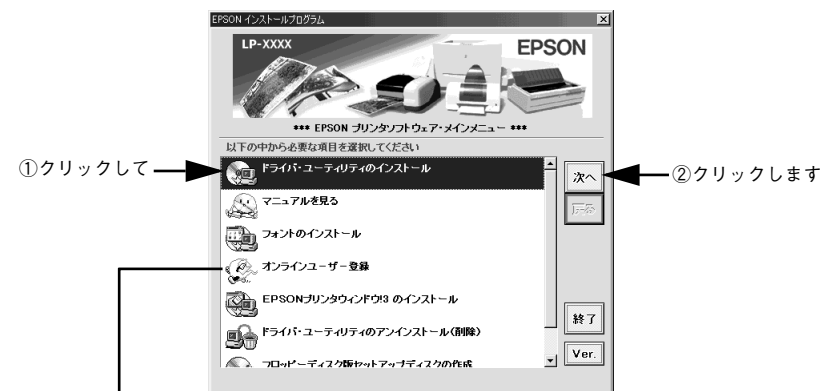 EPSON インストールプログラム
LP-XXXX
EPSON
*** EPSON プリンタソフトウェア・メインメニュー ***
以下の中から必要な項目を選択してください
①クリックして
ドライバ・ユーティリティのインストール
次へ
②クリックします
マニュアルを見る
戻る
フォントのインストール
オンラインユーザー登録
EPSONプリンタウィンドウ!3 のインストール
終了
ドライバ・ユーティリティのアンインストール(削除)
Ver.
フロッピーディスク版セットアップディスクの作成